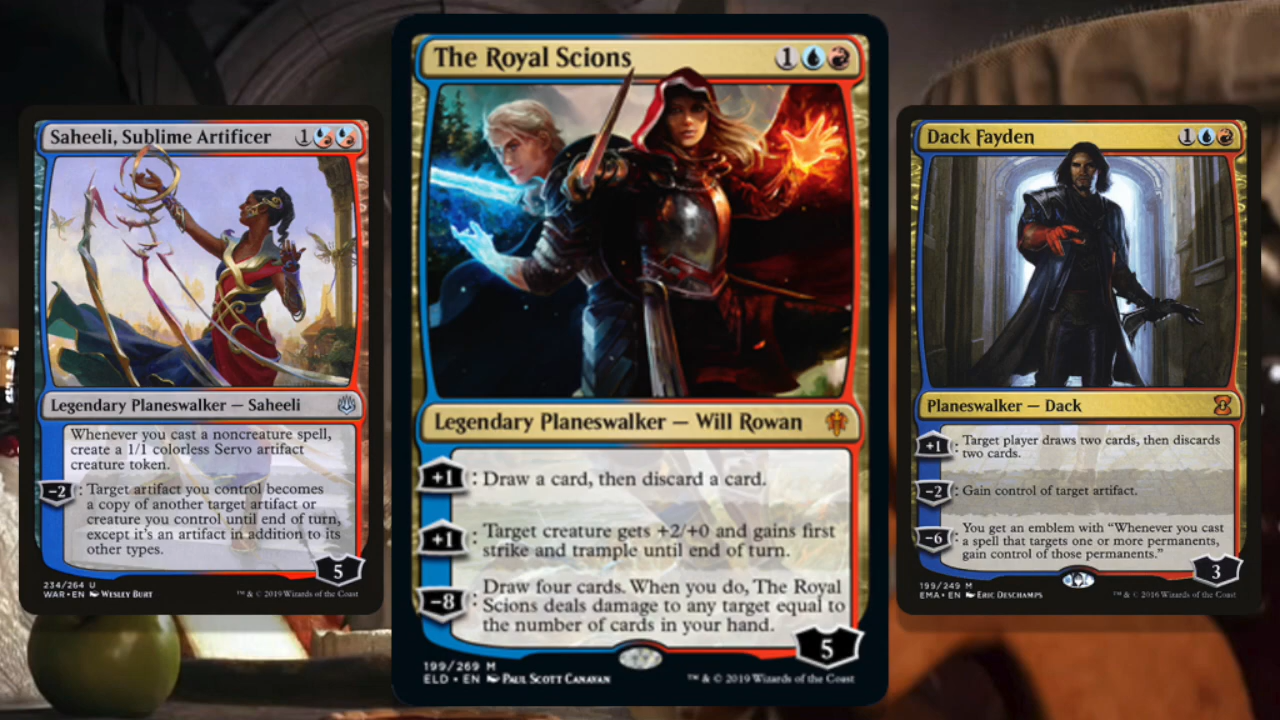 Saheeli, Sublime Artificer 1
Legendary Planeswalker — Saheeli
Whenever you cast a noncreature spell,
create a 1/1 colorless Servo artifact
creature token.
-2 : Target artifact you control becomes
a copy of another target artifact or
creature you control until end of turn,
except it's an artifact in addition to its
other types.
5
234/264 U
WAR • EN Wesley Burt ™ & © 2019 Wizards of the Coast
The Royal Scions 1
Legendary Planeswalker — Will Rowan
+1 : Draw a card, then discard a card.
+1 : Target creature gets +2/+0 and gains first
strike and trample until end of turn.
-8 : Draw four cards. When you do, The Royal
Scions deals damage to any target equal to
the number of cards in your hand.
5
199/269 M
ELD • EN Paul Scott Canavan ™ & © 2019 Wizards of the Coast
Dack Fayden 1
Planeswalker — Dack
+1 : Target player draws two cards, then discards
two cards.
-2 : Gain control of target artifact.
-6 : You get an emblem with “Whenever you cast
a spell that targets one or more permanents,
gain control of those permanents.”
3
199/249 M
EMA • EN Eric Deschamps ™ & © 2016 Wizards of the Coast